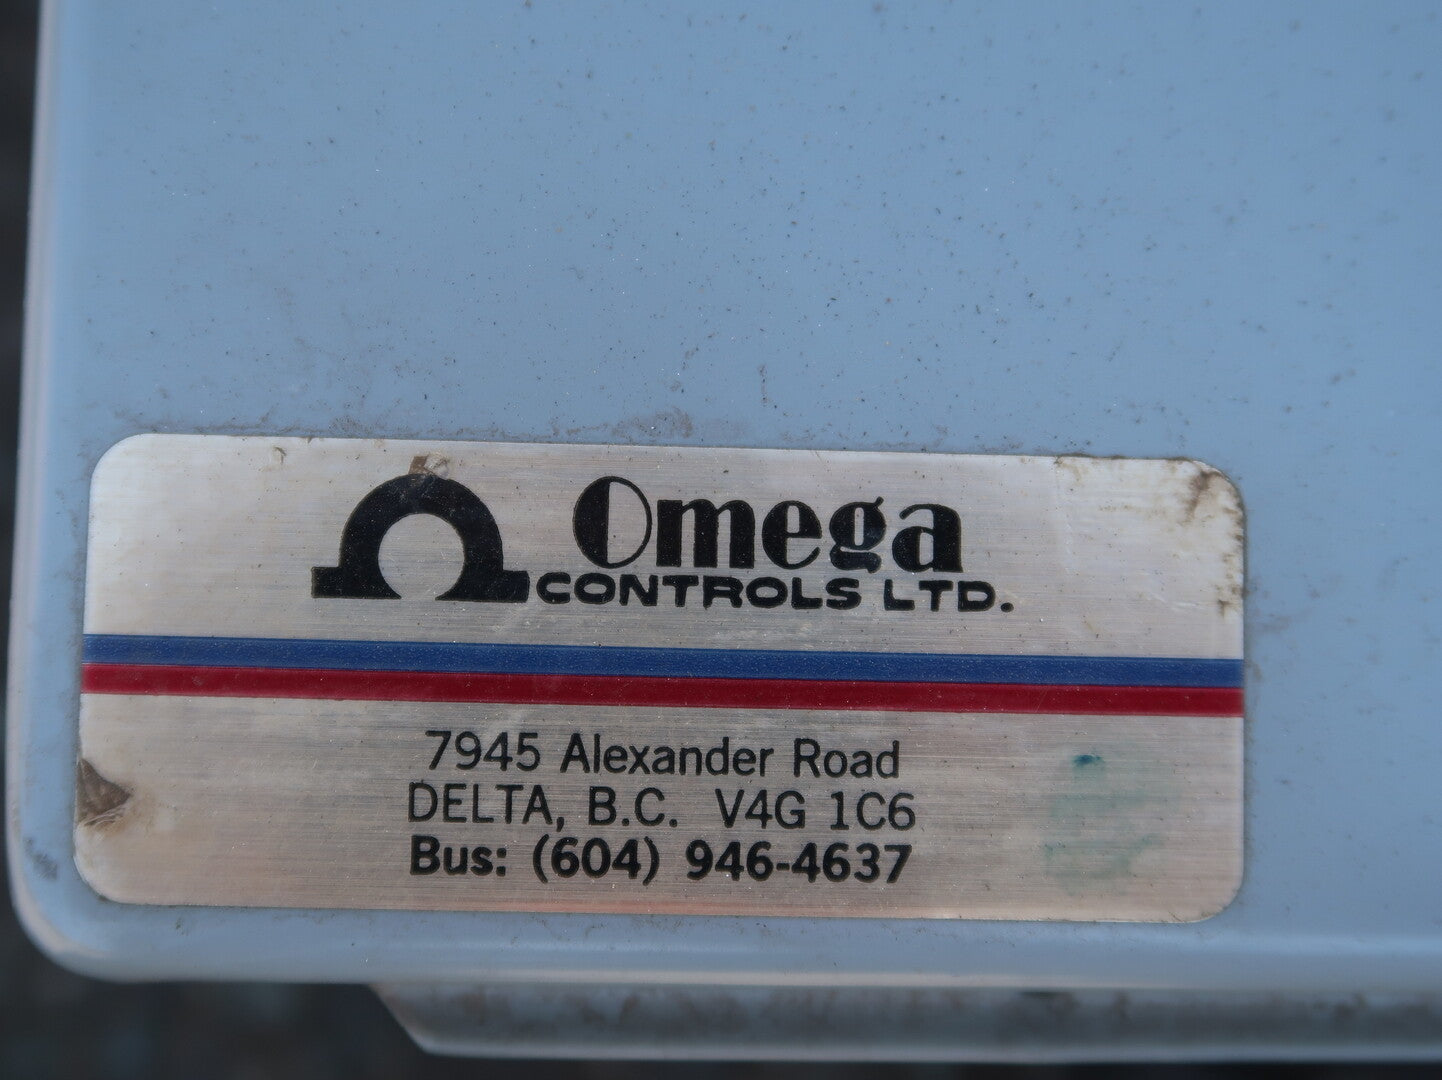 Omega
CONTROLS LTD.
7945 Alexander Road
DELTA, B.C. V4G 1C6
Bus: (604) 946-4637